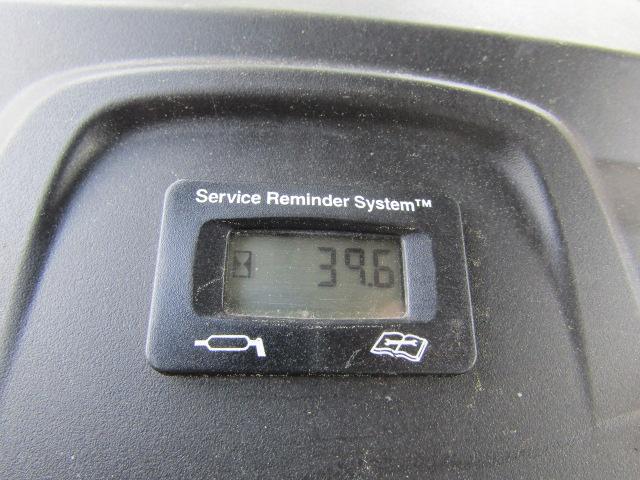 Service Reminder System™
39.6